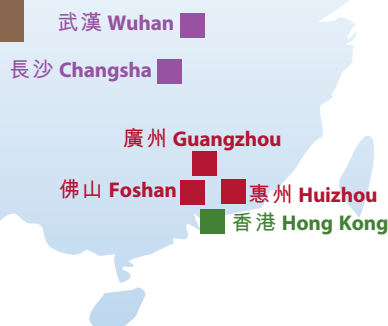 武漢 Wuhan
長沙 Changsha
廣州 Guangzhou
佛山 Foshan
惠州 Huizhou
香港 Hong Kong